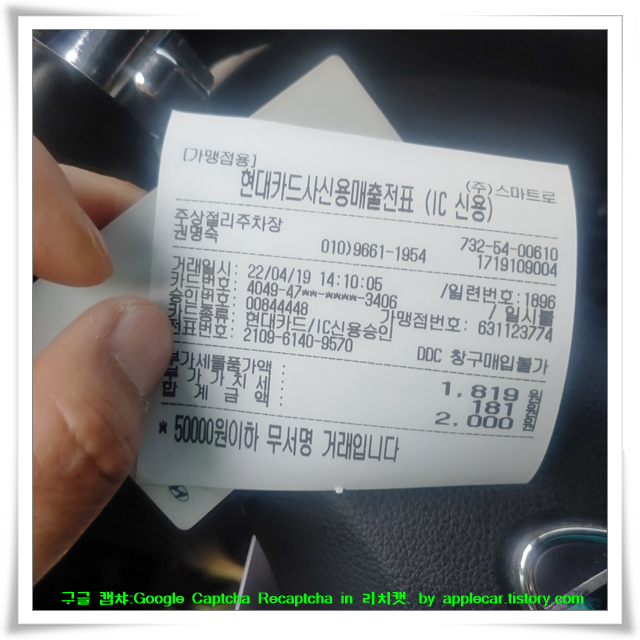 [가맹점용]
(주)스마트로
현대카드사신용매출전표 (IC 신용)
주상절리주차장 732-54-00610
권명숙 010)9661-1954 1719109004
거래일시: 22/04/19 14:10:05 /일련번호:1896
카드번호: 4049-47**-****-3406 / 일시불
승인번호: 00844448 가맹점번호: 631123774
카드종류: 현대카드/IC신용승인
전표번호: 2109-6140-9570 DDC 창구매입불가
부가세물품가액 : 1,819 원
부 가 가 치 세 : 181 원
합 계 금 액 : 2,000 원
* 50000원이하 무서명 거래입니다
구글 캡챠:Google Captcha Recaptcha in 리치캣. by applecar.tistory.com